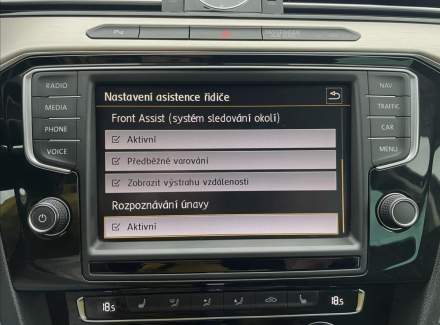 RADIO
MEDIA
PHONE
VOICE
NAV
TRAFFIC
CAR
MENU
Nastavení asistence řidiče
Front Assist (systém sledování okolí)
Aktivní
Předběžné varování
Zobrazit výstrahu vzdálenosti
Rozpoznávání únavy
Aktivní
18.5
18.5